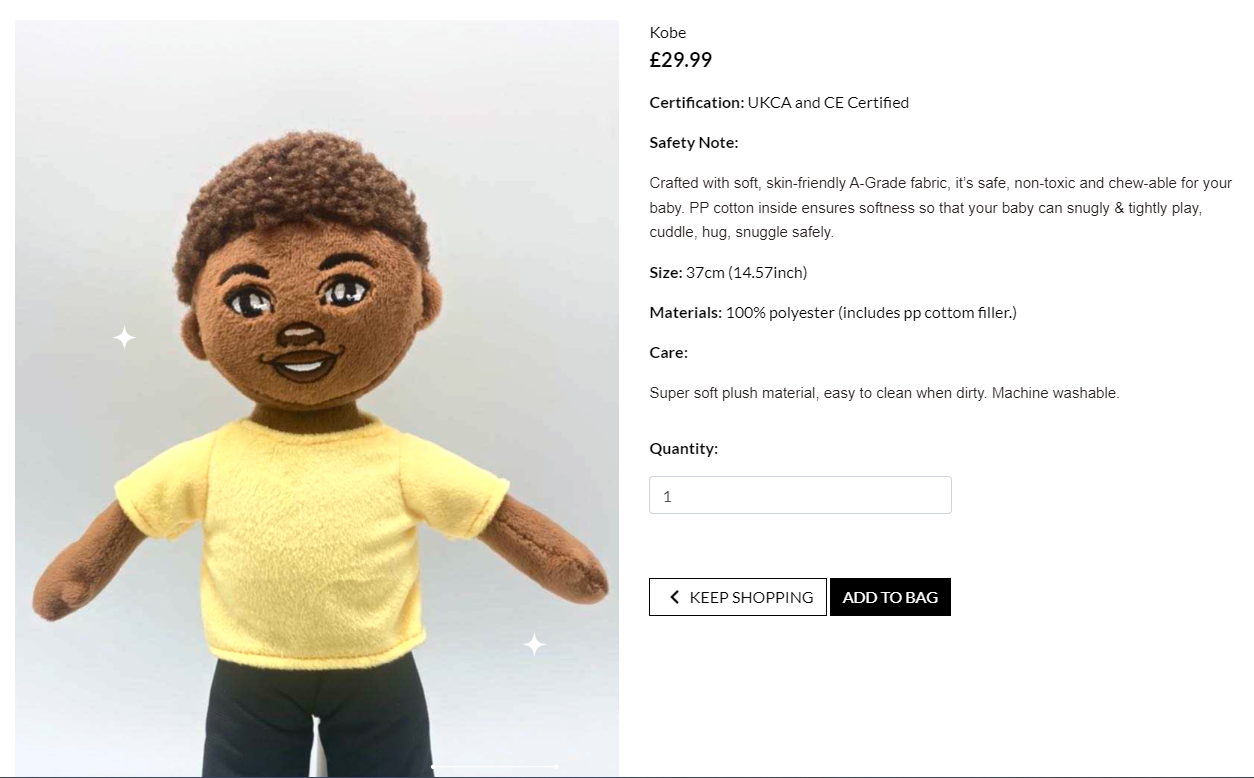 Kobe
£29.99
Certification: UKCA and CE Certified
Safety Note:
Crafted with soft, skin-friendly A-Grade fabric, it’s safe, non-toxic and chew-able for your
baby. PP cotton inside ensures softness so that your baby can snugly & tightly play,
cuddle, hug, snuggle safely.
Size: 37cm (14.57inch)
Materials: 100% polyester (includes pp cottom filler.)
Care:
Super soft plush material, easy to clean when dirty. Machine washable.
Quantity:
1
KEEP SHOPPING ADD TO BAG